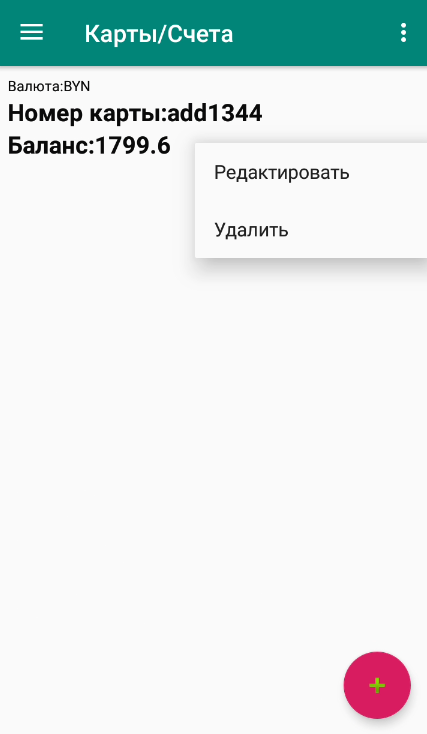 Карты/Счета
Валюта:BYN
Номер карты:add1344
Баланс:1799.6
Редактировать
Удалить